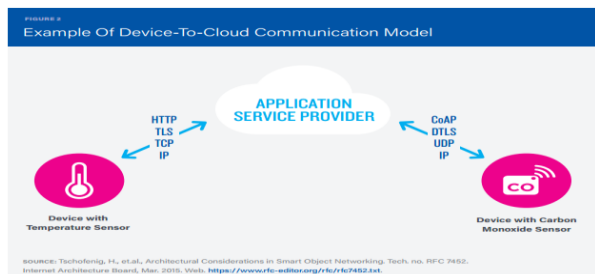 FIGURE 2
Example Of Device-To-Cloud Communication Model
APPLICATION
SERVICE PROVIDER
HTTP
TLS
TCP
IP
CoAP
DTLS
UDP
IP
CO
Device with
Temperature Sensor
Device with Carbon
Monoxide Sensor
SOURCE: Tschofenig, H., et.al., Architectural Considerations in Smart Object Networking. Tech. no. RFC 7452.
Internet Architecture Board, Mar. 2015. Web. https://www.rfc-editor.org/rfc/rfc7452.txt.